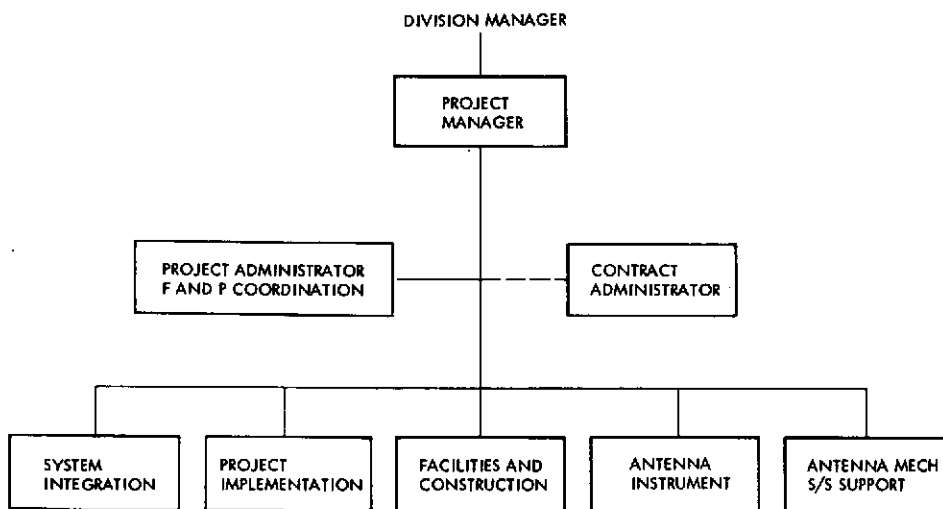 DIVISION MANAGER
PROJECT
MANAGER
PROJECT ADMINISTRATOR
F AND P COORDINATION
CONTRACT
ADMINISTRATOR
SYSTEM
INTEGRATION
PROJECT
IMPLEMENTATION
FACILITIES AND
CONSTRUCTION
ANTENNA
INSTRUMENT
ANTENNA MECH
S/S SUPPORT